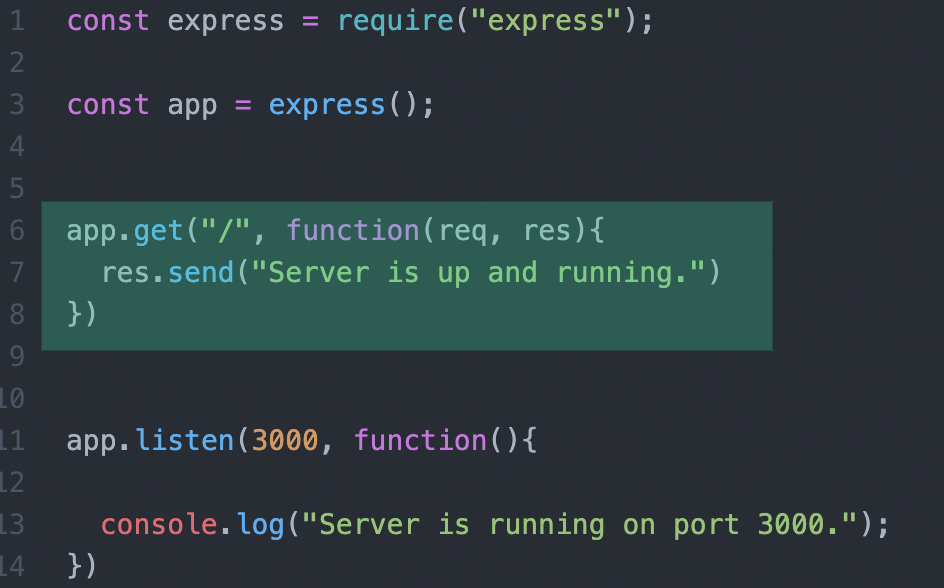 1 const express = require("express");
2
3 const app = express();
4
5
6 app.get("/", function(req, res){
7   res.send("Server is up and running.")
8 })
9
10
11 app.listen(3000, function(){
12
13   console.log("Server is running on port 3000.");
14 })